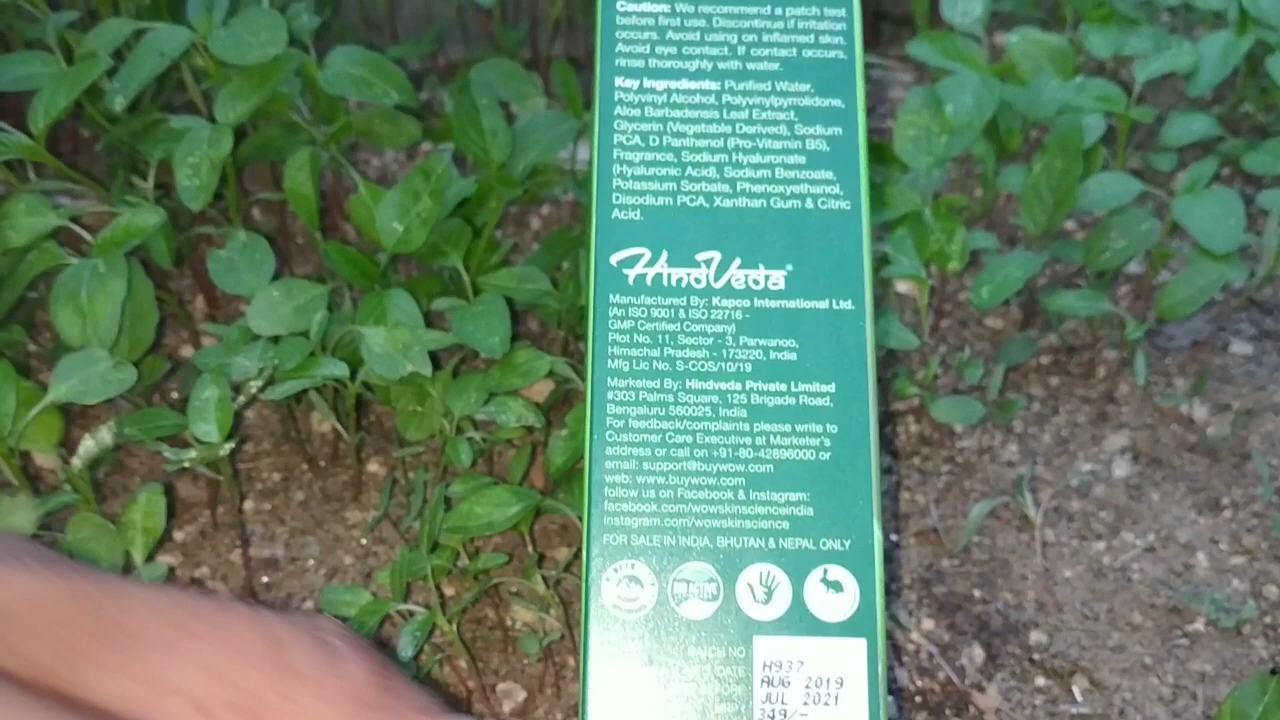 Caution: We recommend a patch test
before first use. Discontinue if irritation
occurs. Avoid using on inflamed skin.
Avoid eye contact. If contact occurs,
rinse thoroughly with water.
Key Ingredients: Purified Water,
Polyvinyl Alcohol, Polyvinylpyrrolidone,
Aloe Barbadensis Leaf Extract,
Glycerin (Vegetable Derived), Sodium
PCA, D Panthenol (Pro-Vitamin B5),
Fragrance, Sodium Hyaluronate
(Hyaluronic Acid), Sodium Benzoate,
Potassium Sorbate, Phenoxyethanol,
Disodium PCA, Xanthan Gum & Citric
Acid.
HindVeda
Manufactured By: Kapco International Ltd.
(An ISO 9001 & ISO 22716 -
GMP Certified Company)
Plot No. 11, Sector - 3, Parwanoo,
Himachal Pradesh - 173220, India
Mfg Lic No. S-COS/10/19
Marketed By: Hindveda Private Limited
#303 Palms Square, 125 Brigade Road,
Bengaluru 560025, India
For feedback/complaints please write to
Customer Care Executive at Marketer's
address or call on +91-80-42896000 or
email: support@buywow.com
web: www.buywow.com
follow us on Facebook & Instagram:
facebook.com/wowskinscienceindia
instagram.com/wowskinscience
FOR SALE IN INDIA, BHUTAN & NEPAL ONLY
BIO ACTIVE
BATCH NO
H937
DATE
AUG 2019
JUL 2021
349/-